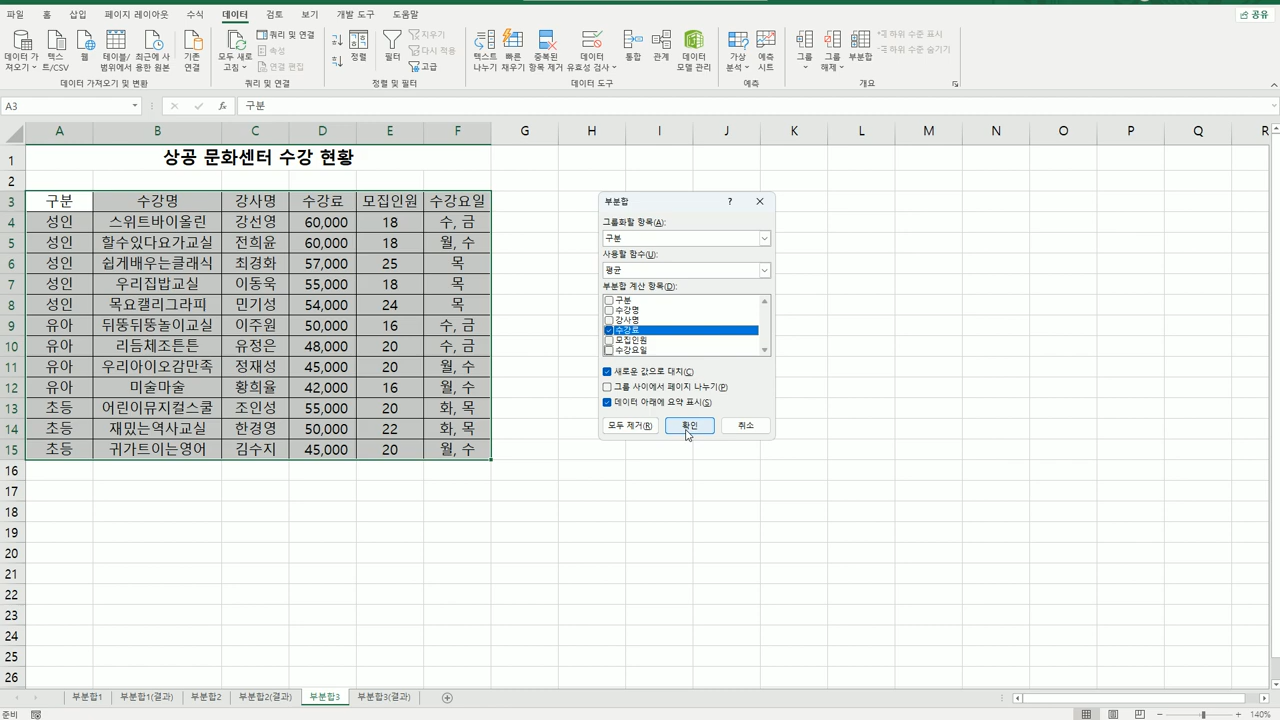 파일 홈 삽입 페이지 레이아웃 수식 데이터 검토 보기 개발 도구 도움말 공유
데이터 가져오기 텍스트/CSV 웹 테이블/범위에서 최근에 사용한 원본 기존 연결
데이터 가져오기 및 변환
모두 새로 고침 쿼리 및 연결 속성 연결 편집
쿼리 및 연결
정렬 필터 지우기 다시 적용 고급
정렬 및 필터
텍스트 나누기 빠른 채우기 중복된 항목 제거 데이터 유효성 검사 통합 관계 데이터 모델 관리
데이터 도구
가상 분석 예측 시트
예측
그룹 그룹 해제 부분합 하위 수준 표시 하위 수준 숨기기
개요
A3 fx 구분
A B C D E F G H I J K L M N O P Q R
1 상공 문화센터 수강 현황
2
3 구분 수강명 강사명 수강료 모집인원 수강요일
4 성인 스위트바이올린 강선영 60,000 18 수, 금
5 성인 할수있다요가교실 전희윤 60,000 18 월, 수
6 성인 쉽게배우는클래식 최경화 57,000 25 목
7 성인 우리집밥교실 이동욱 55,000 18 목
8 성인 목요캘리그라피 민기성 54,000 24 목
9 유아 뒤뚱뒤뚱놀이교실 이주원 50,000 16 수, 금
10 유아 리듬체조튼튼 유정은 48,000 20 수, 금
11 유아 우리아이오감만족 정재성 45,000 20 월, 수
12 유아 미술마술 황희율 42,000 16 월, 수
13 초등 어린이뮤지컬스쿨 조인성 55,000 20 화, 목
14 초등 재밌는역사교실 한경영 50,000 22 화, 목
15 초등 귀가트이는영어 김수지 45,000 20 월, 수
16
17
18
19
20
21
22
23
24
25
26
부분합 ?
그룹화할 항목(A):
구분
사용할 함수(U):
평균
부분합 계산 항목(D):
구분
수강명
강사명
수강료
모집인원
수강요일
새로운 값으로 대치(C)
그룹 사이에서 페이지 나누기(P)
데이터 아래에 요약 표시(S)
모두 제거(R) 확인 취소
부분합1 부분합1(결과) 부분합2 부분합2(결과) 부분합3 부분합3(결과)
준비 140%